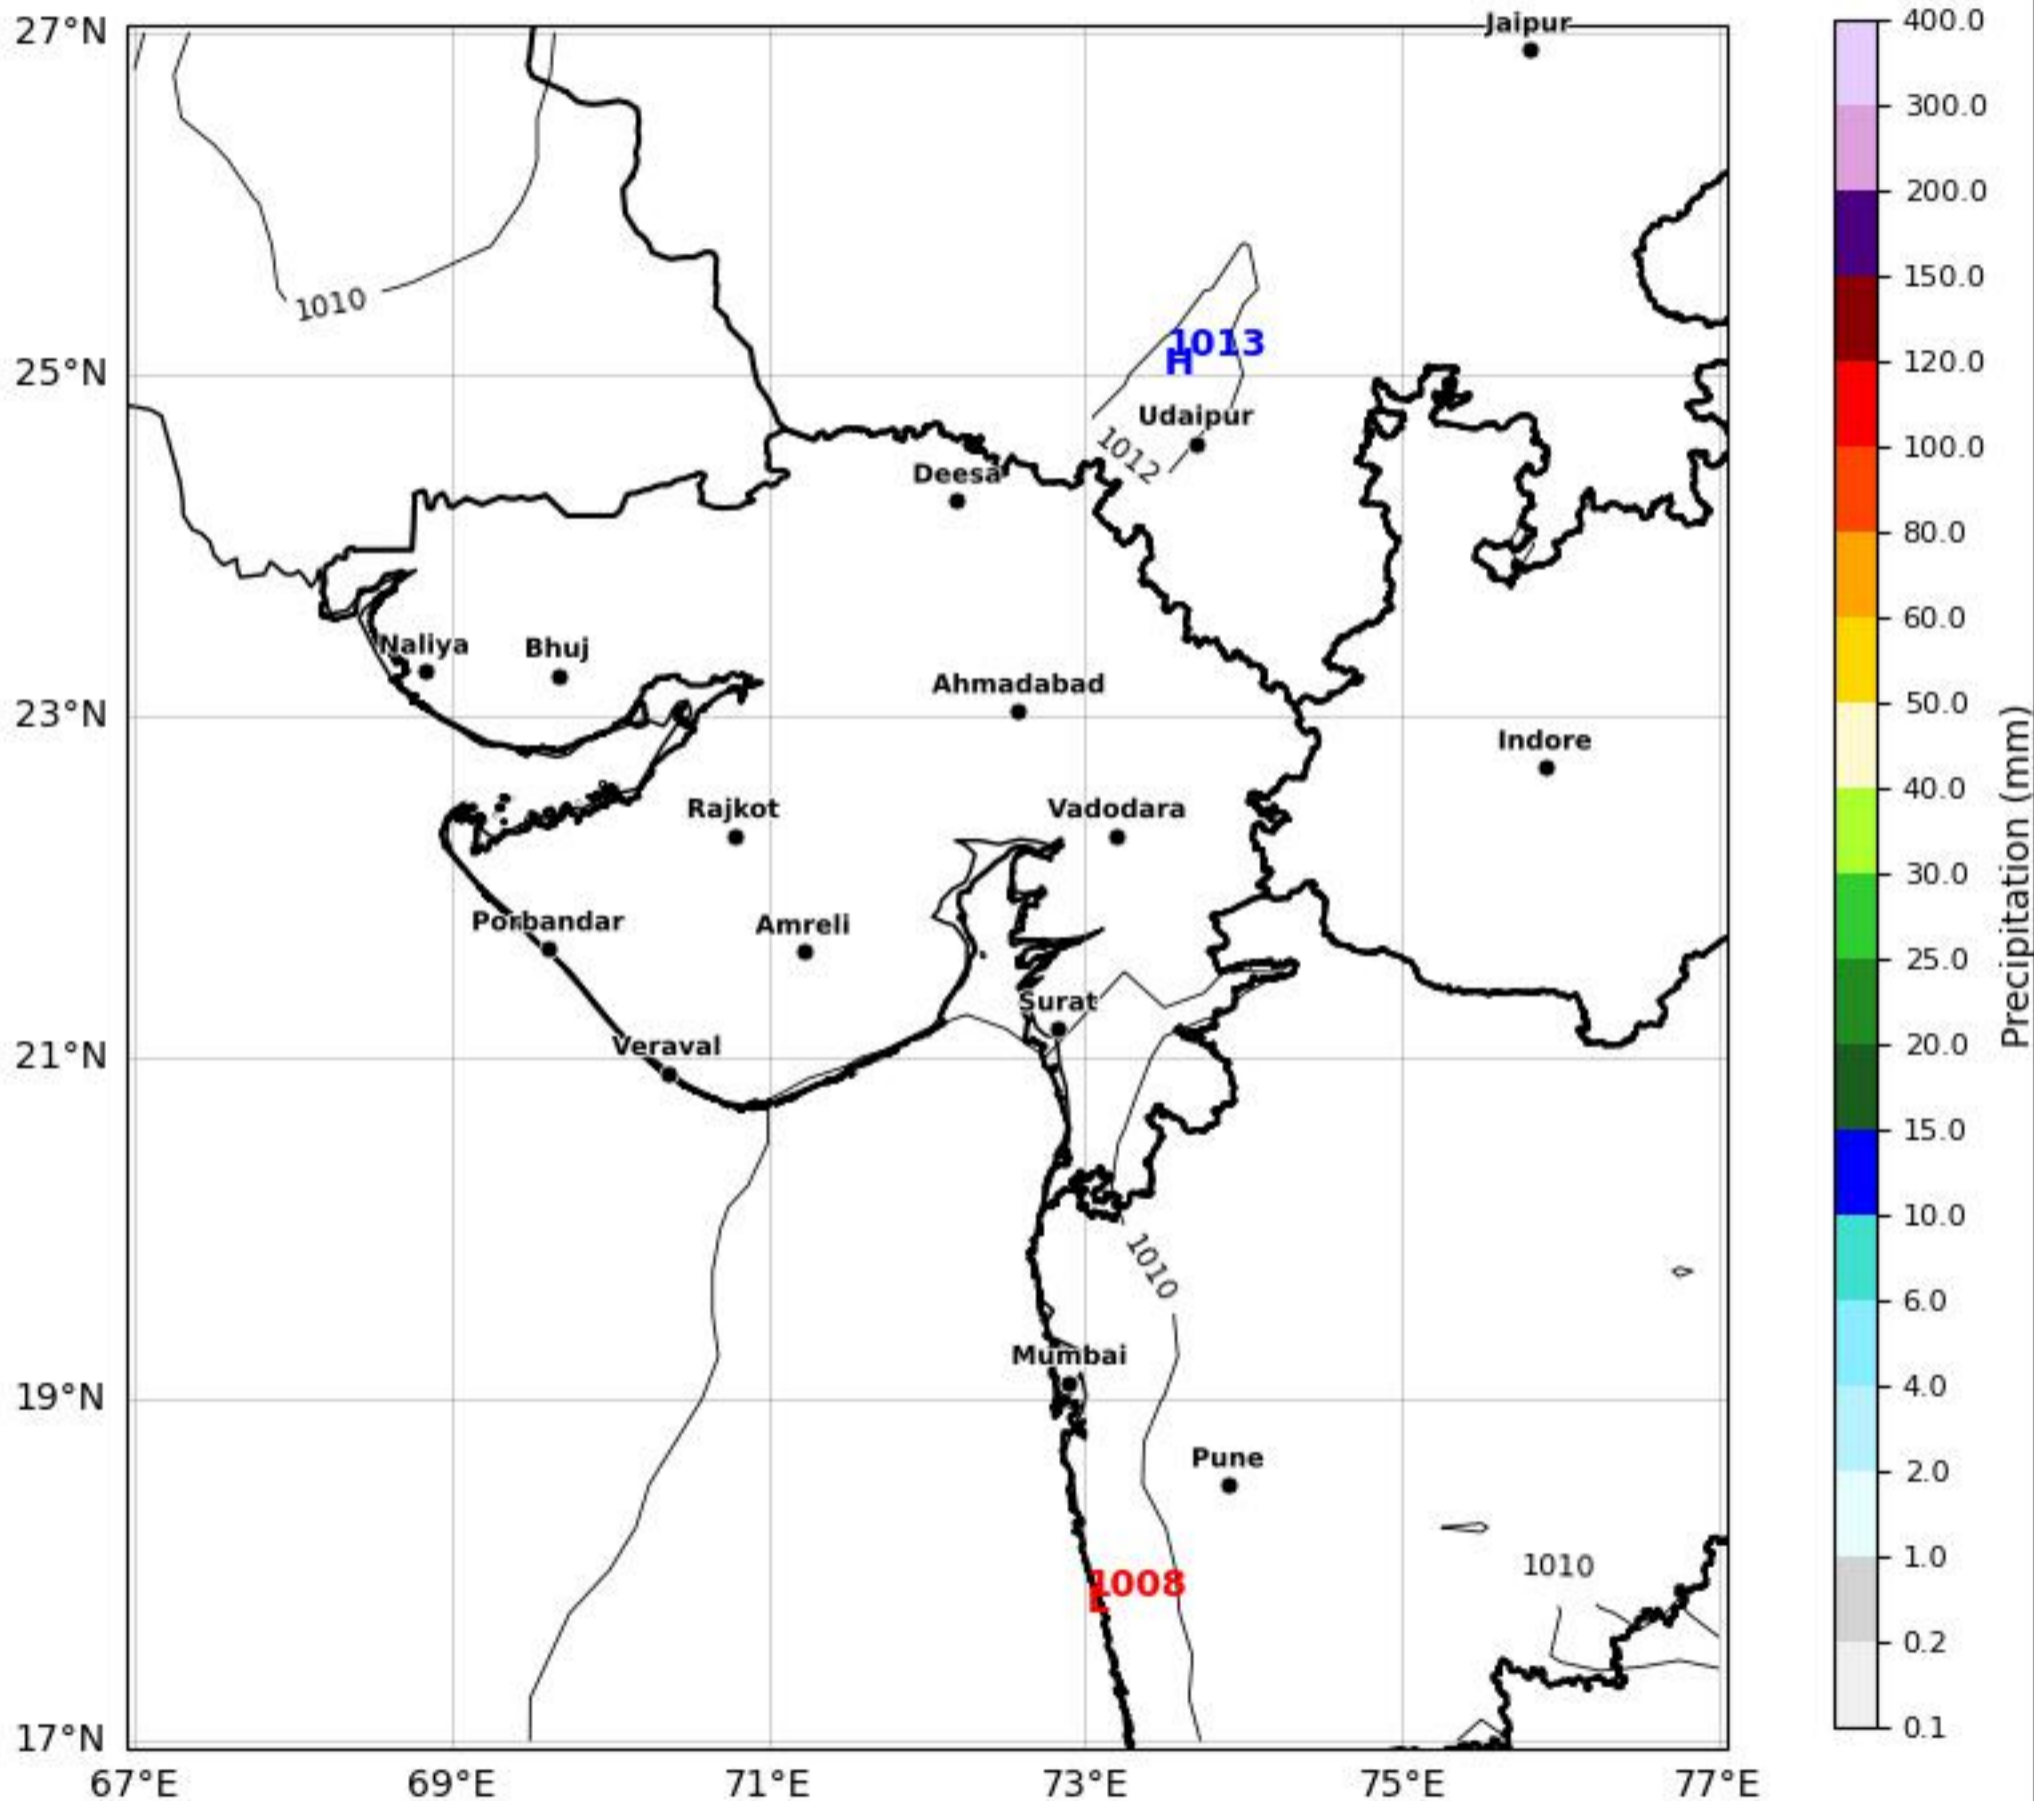 27°N
25°N
23°N
21°N
19°N
17°N
67°E
69°E
71°E
73°E
75°E
77°E
Jaipur
1010
1013
H
Udaipur
1012
Deesa
Naliya
Bhuj
Ahmadabad
Indore
Rajkot
Vadodara
Porbandar
Amreli
Surat
Veraval
1010
Mumbai
Pune
1008
L
1010
400.0
300.0
200.0
150.0
120.0
100.0
80.0
60.0
50.0
40.0
30.0
25.0
20.0
15.0
10.0
6.0
4.0
2.0
1.0
0.2
0.1
Precipitation (mm)